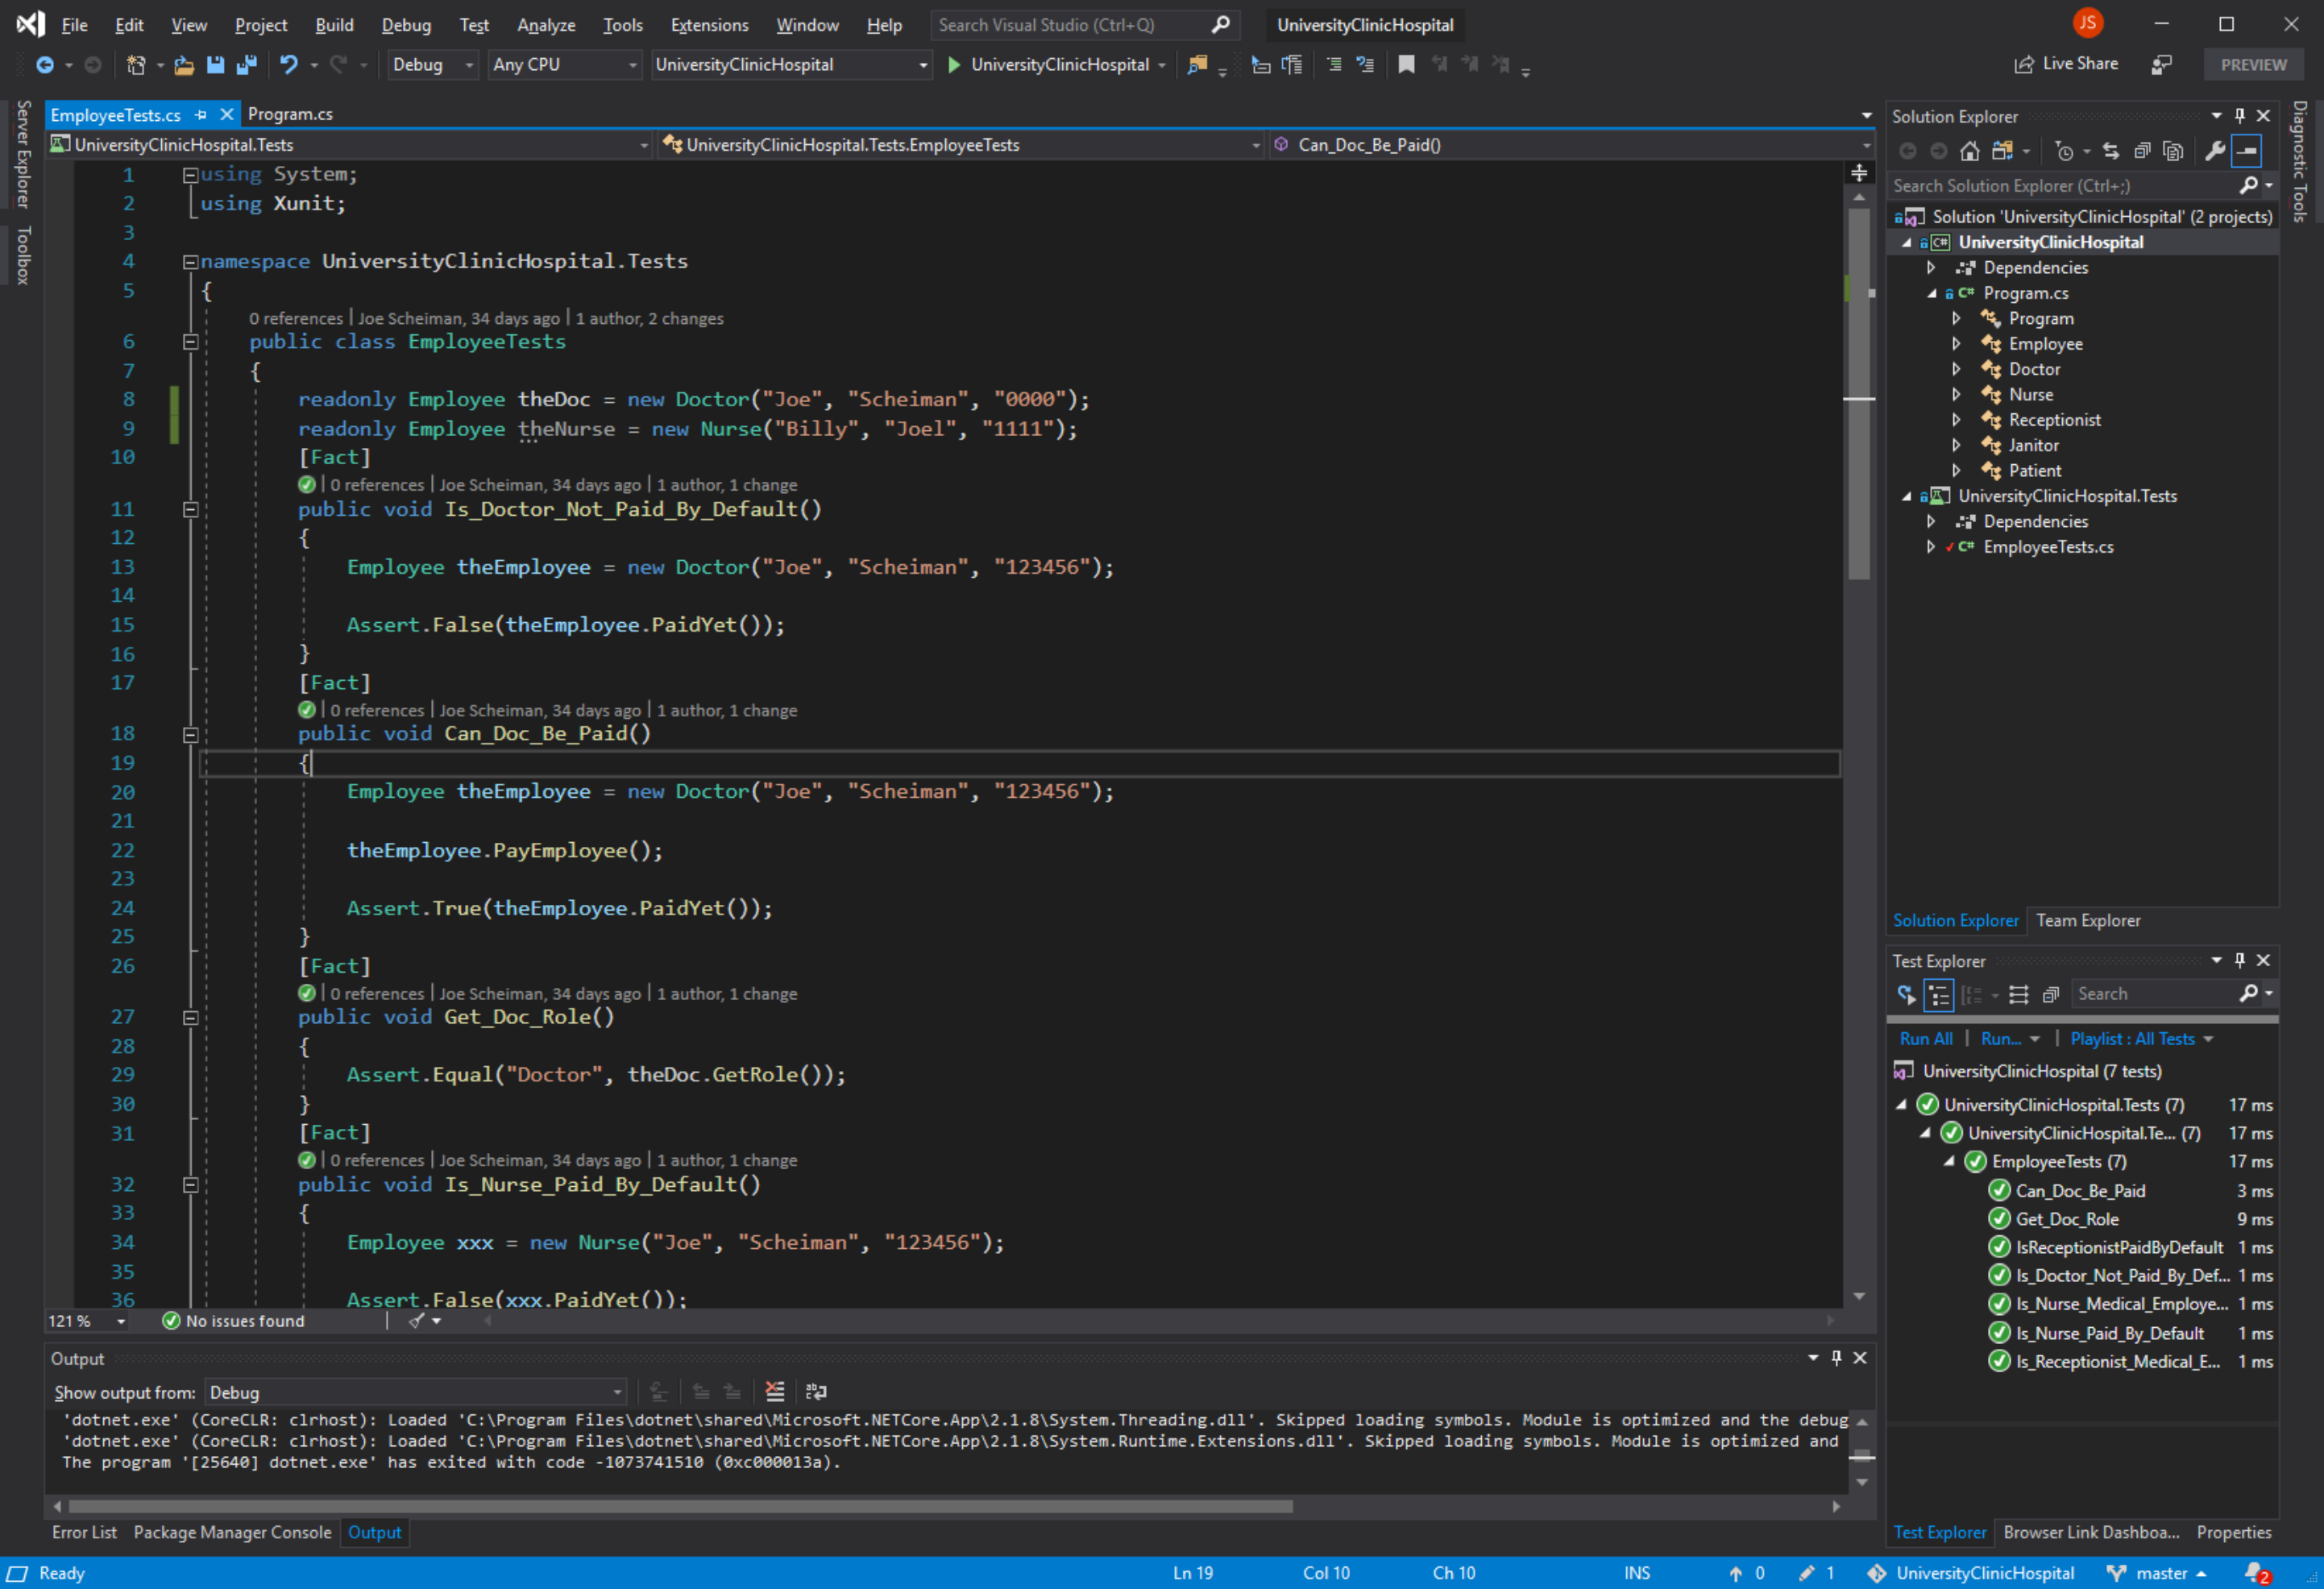 File Edit View Project Build Debug Test Analyze Tools Extensions Window Help Search Visual Studio (Ctrl+Q) UniversityClinicHospital JS
Debug Any CPU UniversityClinicHospital UniversityClinicHospital Live Share PREVIEW
Server Explorer
Toolbox
EmployeeTests.cs Program.cs
UniversityClinicHospital.Tests UniversityClinicHospital.Tests.EmployeeTests Can_Doc_Be_Paid()
1 using System;
2 using Xunit;
3
4 namespace UniversityClinicHospital.Tests
5 {
0 references | Joe Scheiman, 34 days ago | 1 author, 2 changes
6 public class EmployeeTests
7 {
8 readonly Employee theDoc = new Doctor("Joe", "Scheiman", "0000");
9 readonly Employee theNurse = new Nurse("Billy", "Joel", "1111");
10 [Fact]
| 0 references | Joe Scheiman, 34 days ago | 1 author, 1 change
11 public void Is_Doctor_Not_Paid_By_Default()
12 {
13 Employee theEmployee = new Doctor("Joe", "Scheiman", "123456");
14
15 Assert.False(theEmployee.PaidYet());
16 }
17 [Fact]
| 0 references | Joe Scheiman, 34 days ago | 1 author, 1 change
18 public void Can_Doc_Be_Paid()
19 {
20 Employee theEmployee = new Doctor("Joe", "Scheiman", "123456");
21
22 theEmployee.PayEmployee();
23
24 Assert.True(theEmployee.PaidYet());
25 }
26 [Fact]
| 0 references | Joe Scheiman, 34 days ago | 1 author, 1 change
27 public void Get_Doc_Role()
28 {
29 Assert.Equal("Doctor", theDoc.GetRole());
30 }
31 [Fact]
| 0 references | Joe Scheiman, 34 days ago | 1 author, 1 change
32 public void Is_Nurse_Paid_By_Default()
33 {
34 Employee xxx = new Nurse("Joe", "Scheiman", "123456");
35
36 Assert.False(xxx.PaidYet());
121 % No issues found
Output
Show output from: Debug
'dotnet.exe' (CoreCLR: clrhost): Loaded 'C:\Program Files\dotnet\shared\Microsoft.NETCore.App\2.1.8\System.Threading.dll'. Skipped loading symbols. Module is optimized and the debug
'dotnet.exe' (CoreCLR: clrhost): Loaded 'C:\Program Files\dotnet\shared\Microsoft.NETCore.App\2.1.8\System.Runtime.Extensions.dll'. Skipped loading symbols. Module is optimized and
The program '[25640] dotnet.exe' has exited with code -1073741510 (0xc000013a).
Error List Package Manager Console Output
Solution Explorer
Search Solution Explorer (Ctrl+;)
Solution 'UniversityClinicHospital' (2 projects)
C# UniversityClinicHospital
Dependencies
C# Program.cs
Program
Employee
Doctor
Nurse
Receptionist
Janitor
Patient
UniversityClinicHospital.Tests
Dependencies
C# EmployeeTests.cs
Solution Explorer Team Explorer
Test Explorer
Search
Run All | Run... | Playlist : All Tests
UniversityClinicHospital (7 tests)
UniversityClinicHospital.Tests (7) 17 ms
UniversityClinicHospital.Te... (7) 17 ms
EmployeeTests (7) 17 ms
Can_Doc_Be_Paid 3 ms
Get_Doc_Role 9 ms
IsReceptionistPaidByDefault 1 ms
Is_Doctor_Not_Paid_By_Def... 1 ms
Is_Nurse_Medical_Employe... 1 ms
Is_Nurse_Paid_By_Default 1 ms
Is_Receptionist_Medical_E... 1 ms
Test Explorer Browser Link Dashboa... Properties
Diagnostic Tools
Ready Ln 19 Col 10 Ch 10 INS 0 1 UniversityClinicHospital master 2